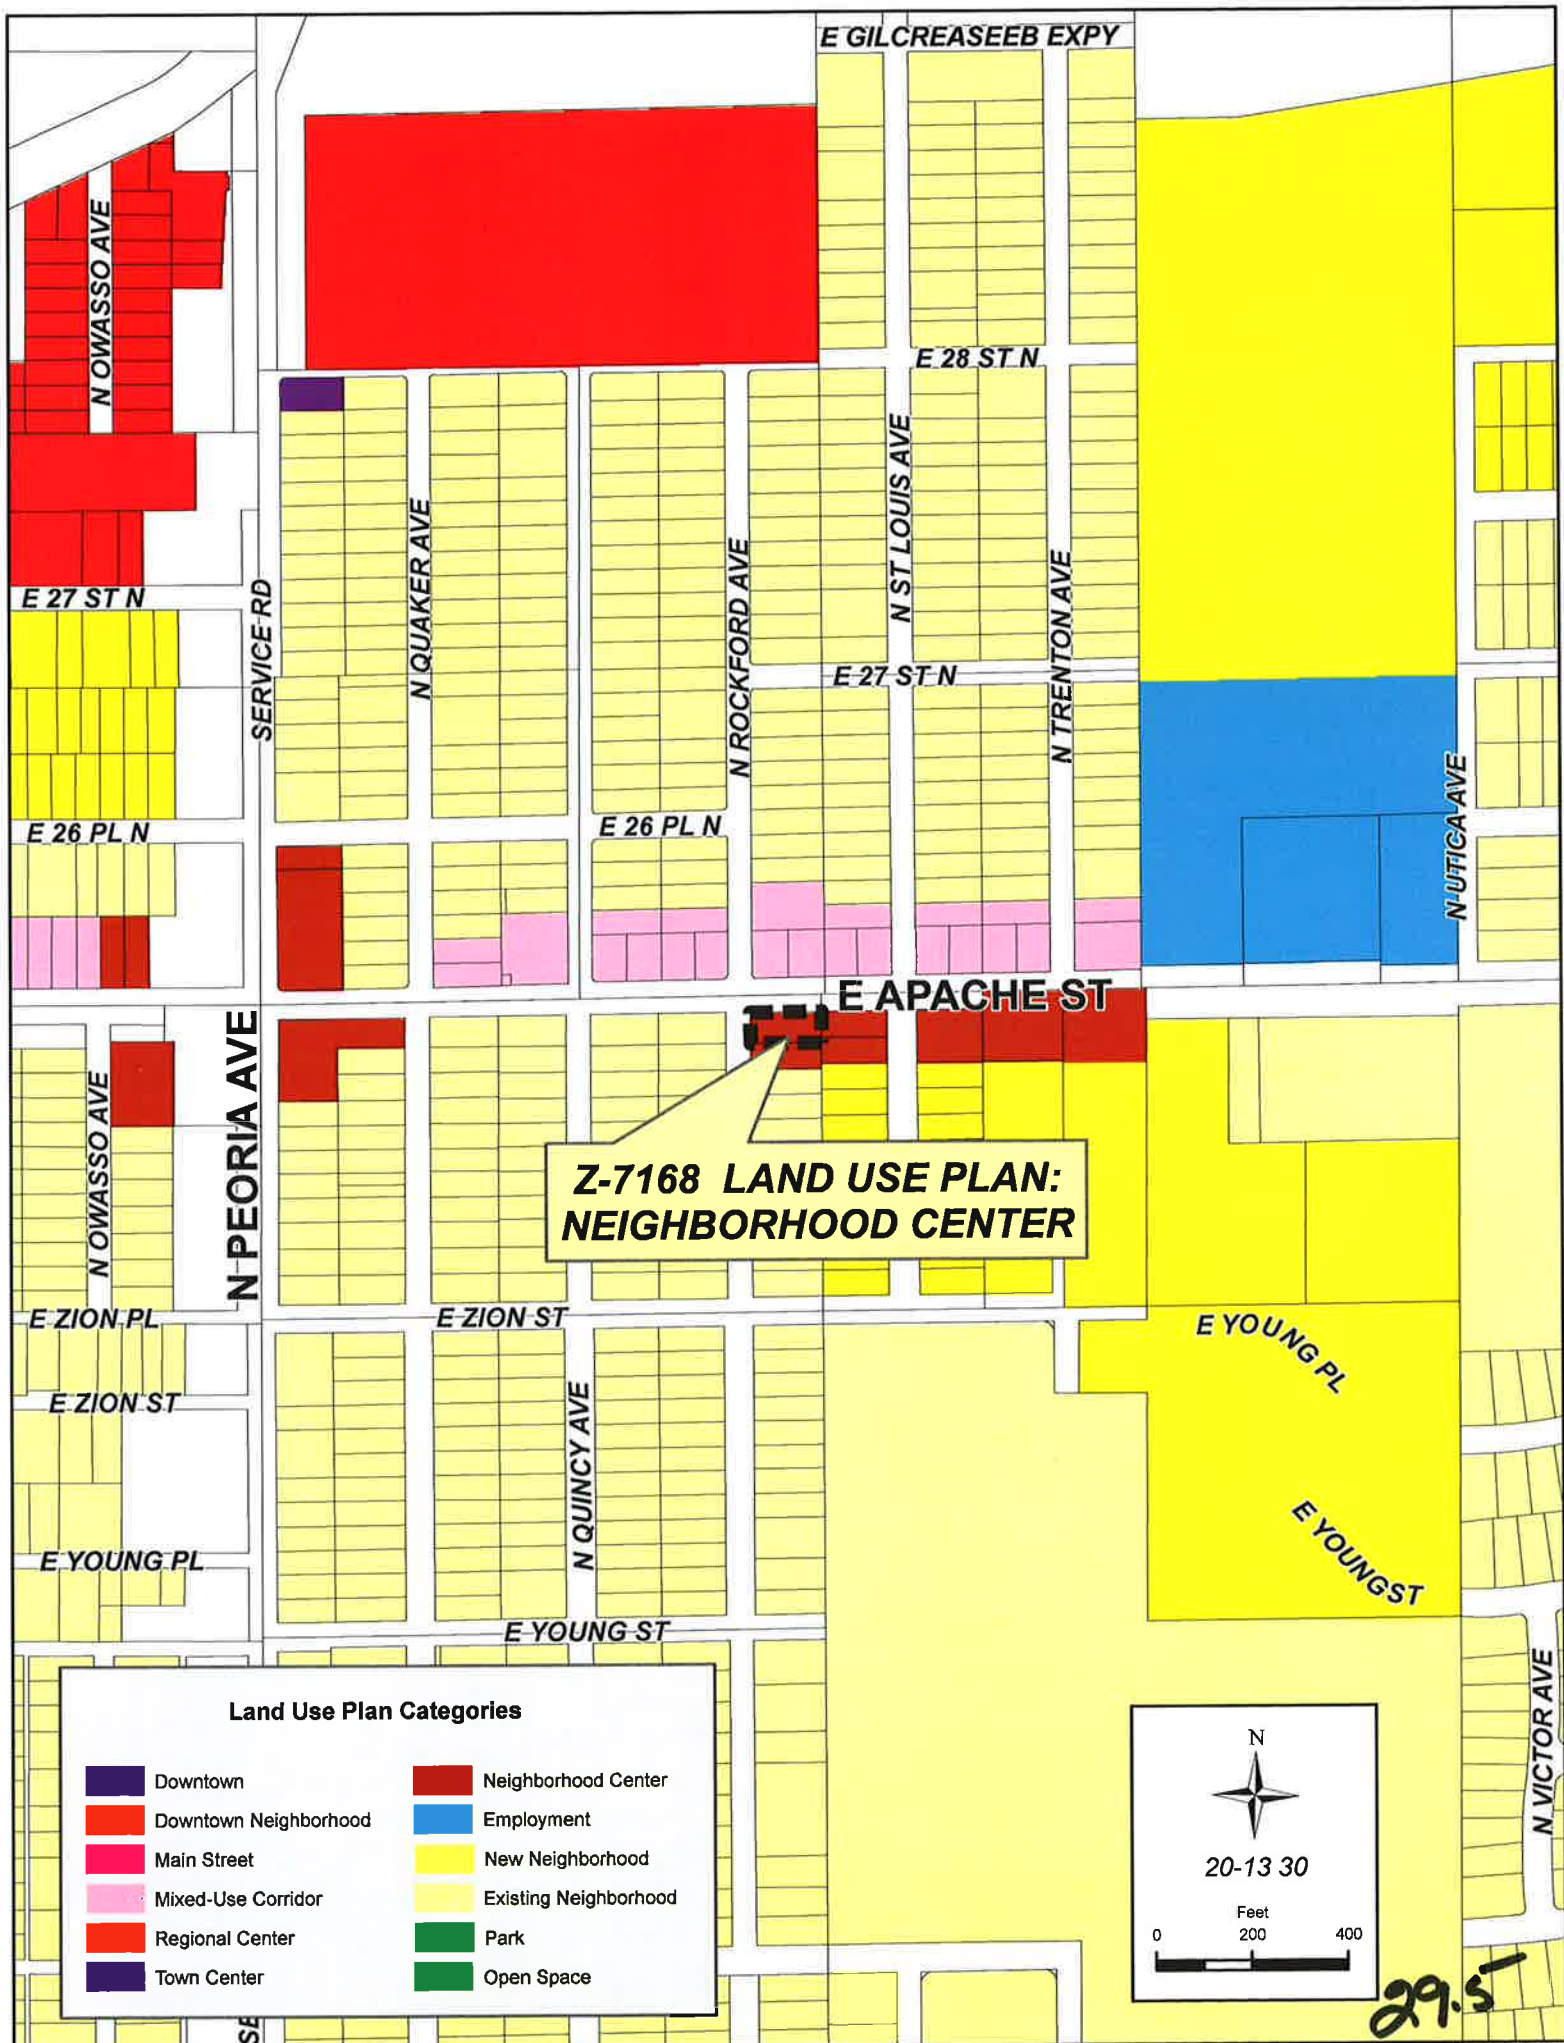 E GILCREASEEB EXPY
N OWASSO AVE
E 28 ST N
N ST LOUIS AVE
N QUAKER AVE
N ROCKFORD AVE
N TRENTON AVE
E 27 ST N
SERVICE RD
E 27 ST N
N UTICA AVE
E 26 PL N
E 26 PL N
E APACHE ST
N PEORIA AVE
N OWASSO AVE
Z-7168 LAND USE PLAN:
NEIGHBORHOOD CENTER
E ZION PL
E ZION ST
E YOUNG PL
E ZION ST
N QUINCY AVE
E YOUNG ST
E YOUNG PL
E YOUNG ST
N VICTOR AVE
Land Use Plan Categories
Downtown
Downtown Neighborhood
Main Street
Mixed-Use Corridor
Regional Center
Town Center
Neighborhood Center
Employment
New Neighborhood
Existing Neighborhood
Park
Open Space
N
20-13 30
Feet
0 200 400
29.5
SE